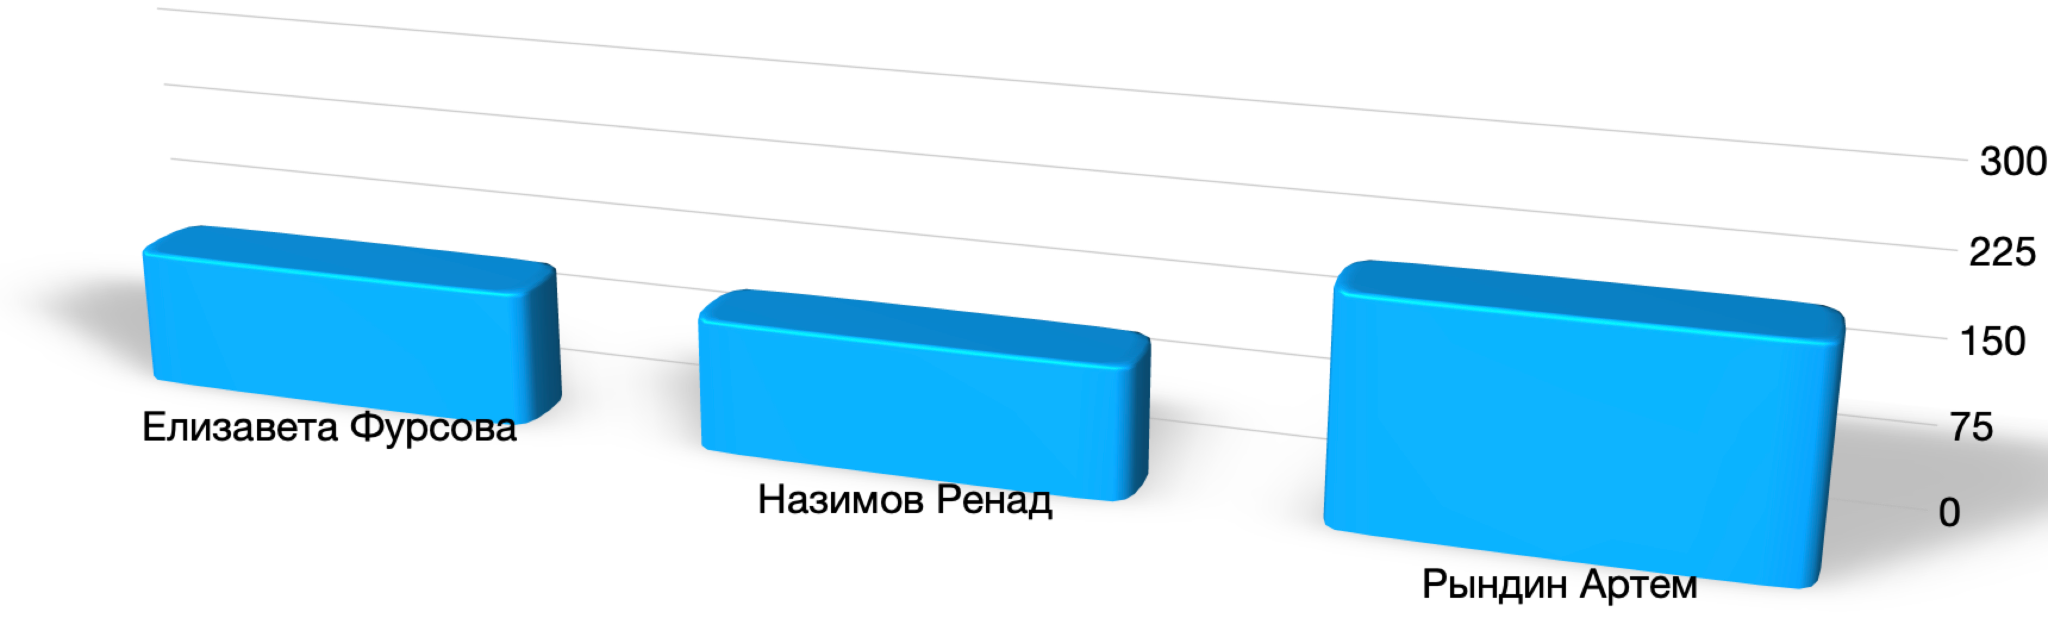 300
225
150
75
0
Елизавета Фурсова
Назимов Ренад
Рындин Артем